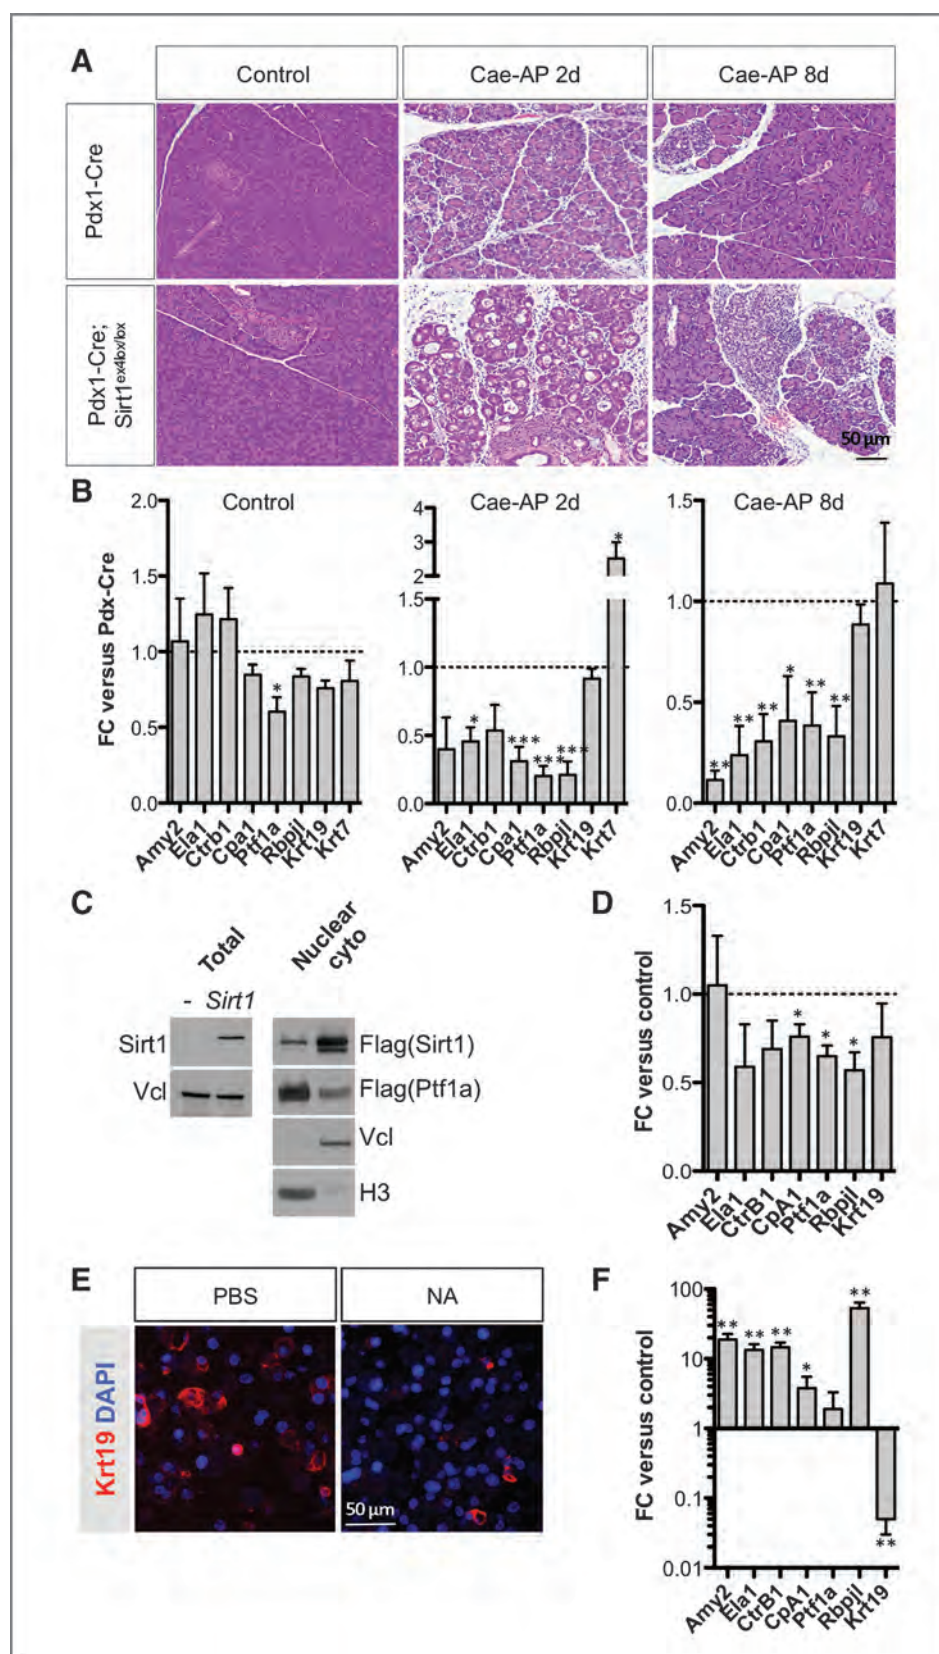 A
Control
Cae-AP 2d
Cae-AP 8d
Pdx1-Cre
Pdx1-Cre;
Sirt1ex4lox/lox
50 µm
B
FC versus Pdx-Cre
Control
2.0
1.5
1.0
0.5
0.0
*
Amy2
Ela1
Ctrb1
Cpa1
Ptf1a
Rbpjl
Krt19
Krt7
Cae-AP 2d
4
3
2
1.5
1.0
0.5
0.0
*
***
***
***
*
Amy2
Ela1
Ctrb1
Cpa1
Ptf1a
Rbpjl
Krt19
Krt7
Cae-AP 8d
1.5
1.0
0.5
0.0
**
**
**
*
**
**
Amy2
Ela1
Ctrb1
Cpa1
Ptf1a
Rbpjl
Krt19
Krt7
C
Total
Nuclear
cyto
- Sirt1
Sirt1
Vcl
Flag(Sirt1)
Flag(Ptf1a)
Vcl
H3
D
FC versus control
1.5
1.0
0.5
0.0
*
*
*
Amy2
Ela1
CtrB1
CpA1
Ptf1a
Rbpjl
Krt19
E
PBS
NA
Krt19 DAPI
50 µm
F
FC versus control
100
10
1
0.1
0.01
**
**
**
*
**
**
Amy2
Ela1
CtrB1
CpA1
Ptf1a
Rbpjl
Krt19